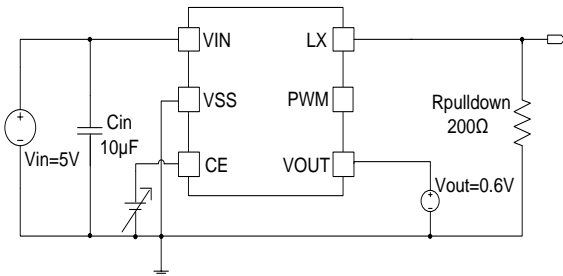 VIN
LX
VSS
PWM
Cin
10µF
Rpulldown
200Ω
Vin=5V
CE
VOUT
Vout=0.6V